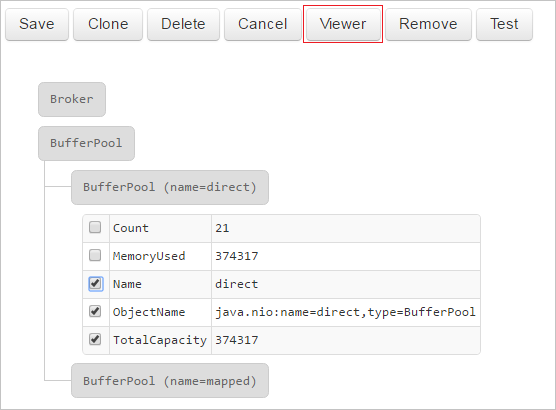 Save Clone Delete Cancel Viewer Remove Test
Broker
BufferPool
BufferPool (name=direct)
Count 21
MemoryUsed 374317
Name direct
ObjectName java.nio:name=direct,type=BufferPool
TotalCapacity 374317
BufferPool (name=mapped)